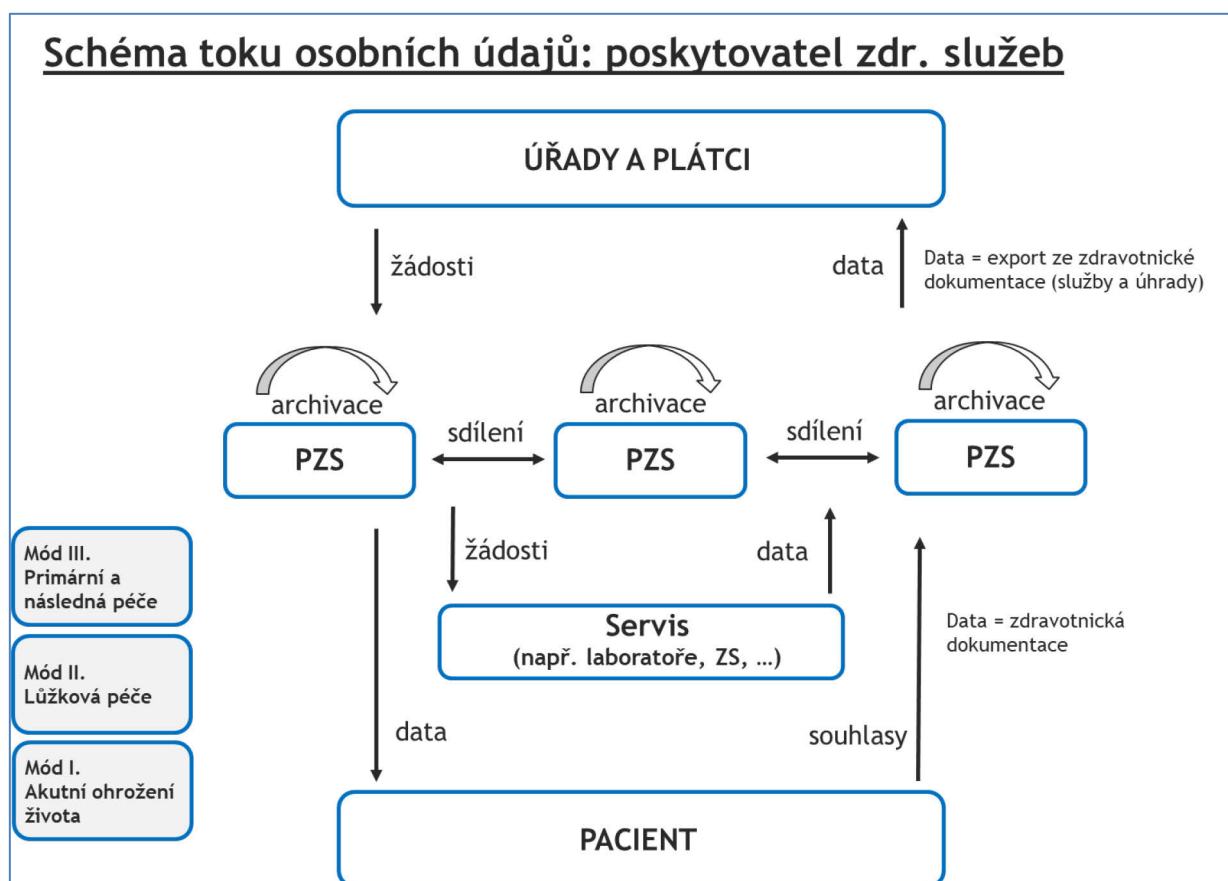 Schéma toku osobních údajů: poskytovatel zdr. služeb
ÚŘADY A PLÁTCI
žádosti
data
Data = export ze zdravotnické
dokumentace (služby a úhrady)
archivace
archivace
archivace
PZS
sdílení
PZS
sdílení
PZS
žádosti
data
Mód III.
Primární a
následná péče
Servis
(např. laboratoře, ZS, ...)
Data = zdravotnická
dokumentace
Mód II.
Lůžková péče
data
souhlasy
Mód I.
Akutní ohrožení
života
PACIENT